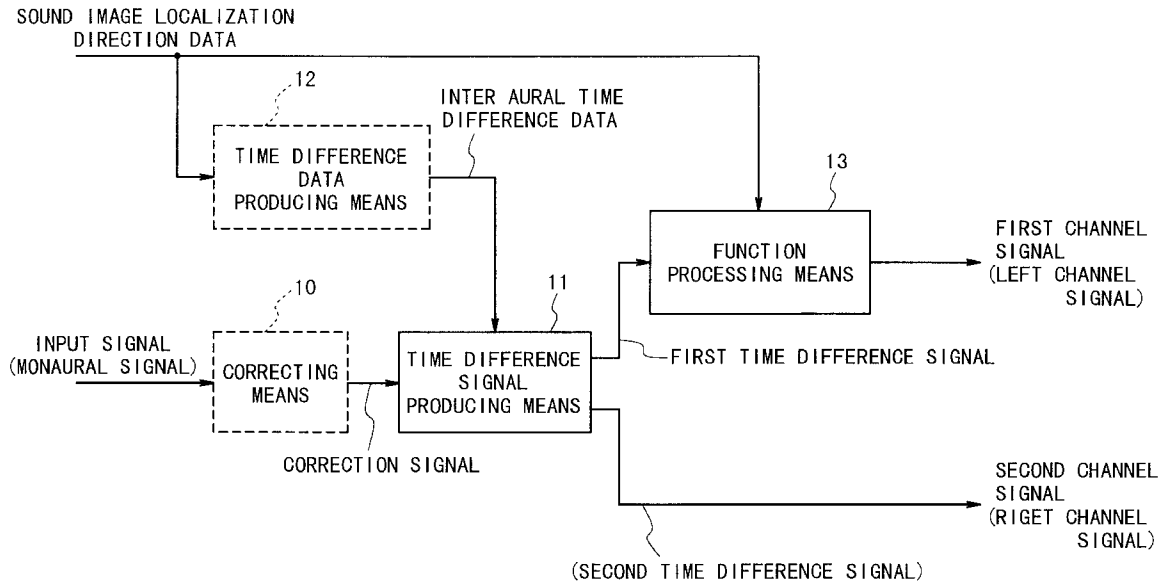 SOUND IMAGE LOCALIZATION
DIRECTION DATA
12
INTER AURAL TIME
DIFFERENCE DATA
TIME DIFFERENCE
DATA
PRODUCING MEANS
13
FUNCTION
PROCESSING MEANS
FIRST CHANNEL
SIGNAL
(LEFT CHANNEL
SIGNAL)
10
11
INPUT SIGNAL
(MONAURAL SIGNAL)
CORRECTING
MEANS
TIME DIFFERENCE
SIGNAL
PRODUCING MEANS
FIRST TIME DIFFERENCE SIGNAL
CORRECTION SIGNAL
SECOND CHANNEL
SIGNAL
(RIGET CHANNEL
SIGNAL)
(SECOND TIME DIFFERENCE SIGNAL)